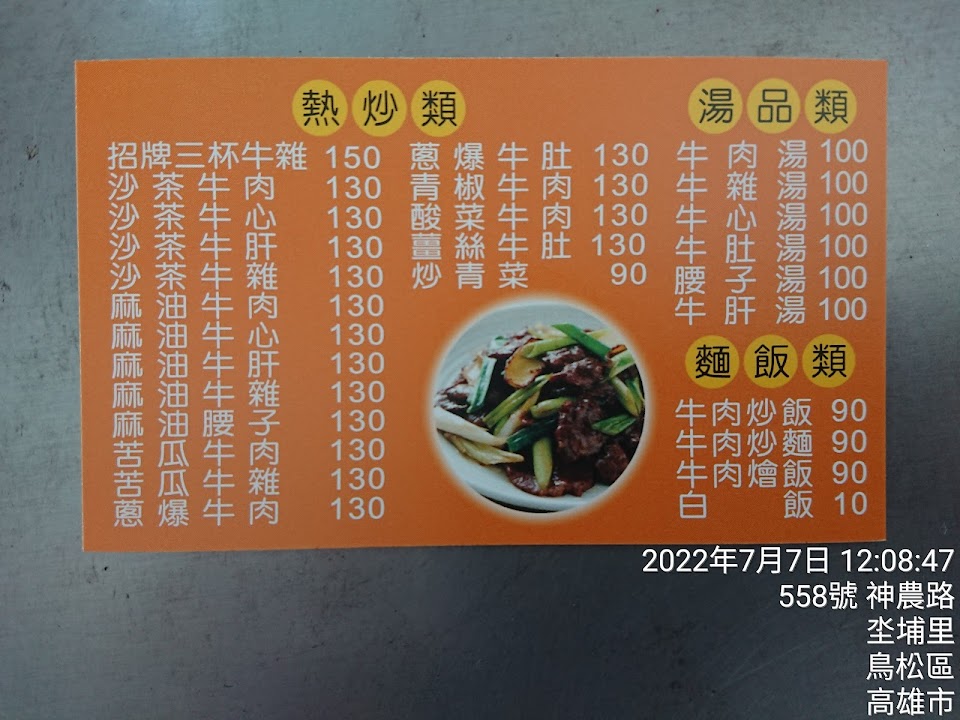 熱炒類
招牌三杯牛雜 150
沙茶牛肉 130
沙茶牛心 130
沙茶牛肝 130
沙茶牛雜 130
麻油牛肉 130
麻油牛心 130
麻油牛肝 130
麻油牛雜 130
麻油腰子 130
苦瓜牛肉 130
苦瓜牛雜 130
蔥爆牛肉 130
蔥爆牛肚 130
青椒牛肉 130
酸菜牛肉 130
薑絲牛肚 130
炒青菜 90
湯品類
牛肉湯 100
牛雜湯 100
牛心湯 100
牛肚湯 100
腰子湯 100
牛肝湯 100
麵飯類
牛肉炒飯 90
牛肉炒麵 90
牛肉燴飯 90
白飯 10
2022年7月7日 12:08:47
558號 神農路
坔埔里
鳥松區
高雄市